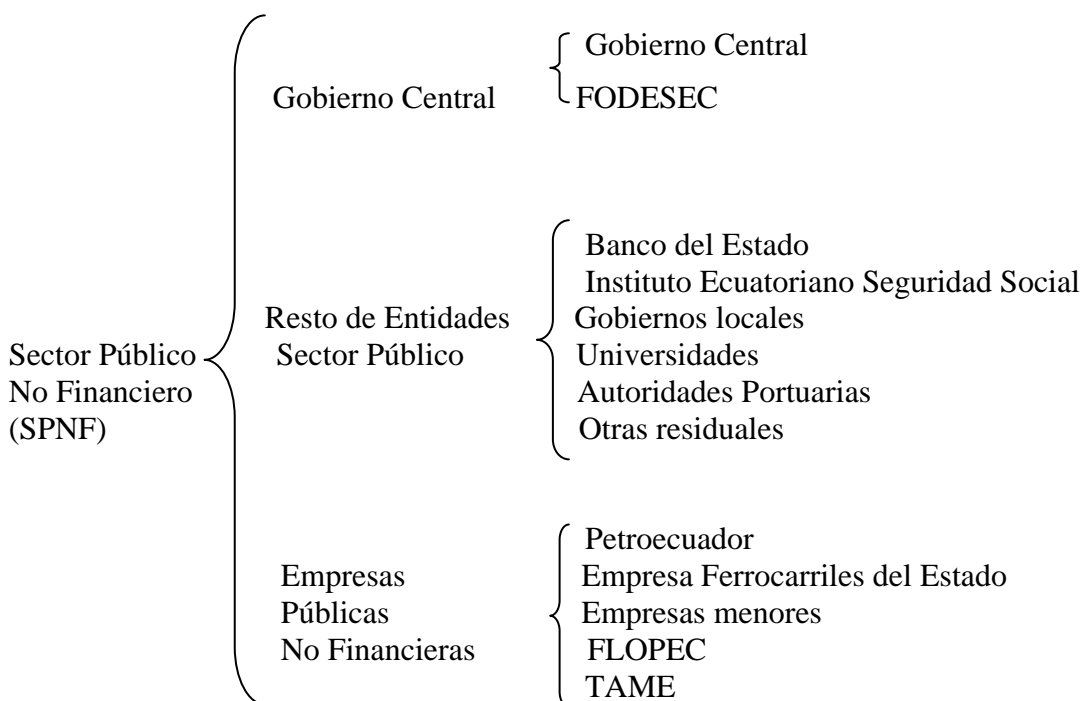 Gobierno Central
Gobierno Central
FODESEC
Banco del Estado
Instituto Ecuatoriano Seguridad Social
Resto de Entidades
Gobiernos locales
Sector Público
Sector Público
Universidades
No Financiero
Autoridades Portuarias
(SPNF)
Otras residuales
Petroecuador
Empresas
Empresa Ferrocarriles del Estado
Públicas
Empresas menores
No Financieras
FLOPEC
TAME